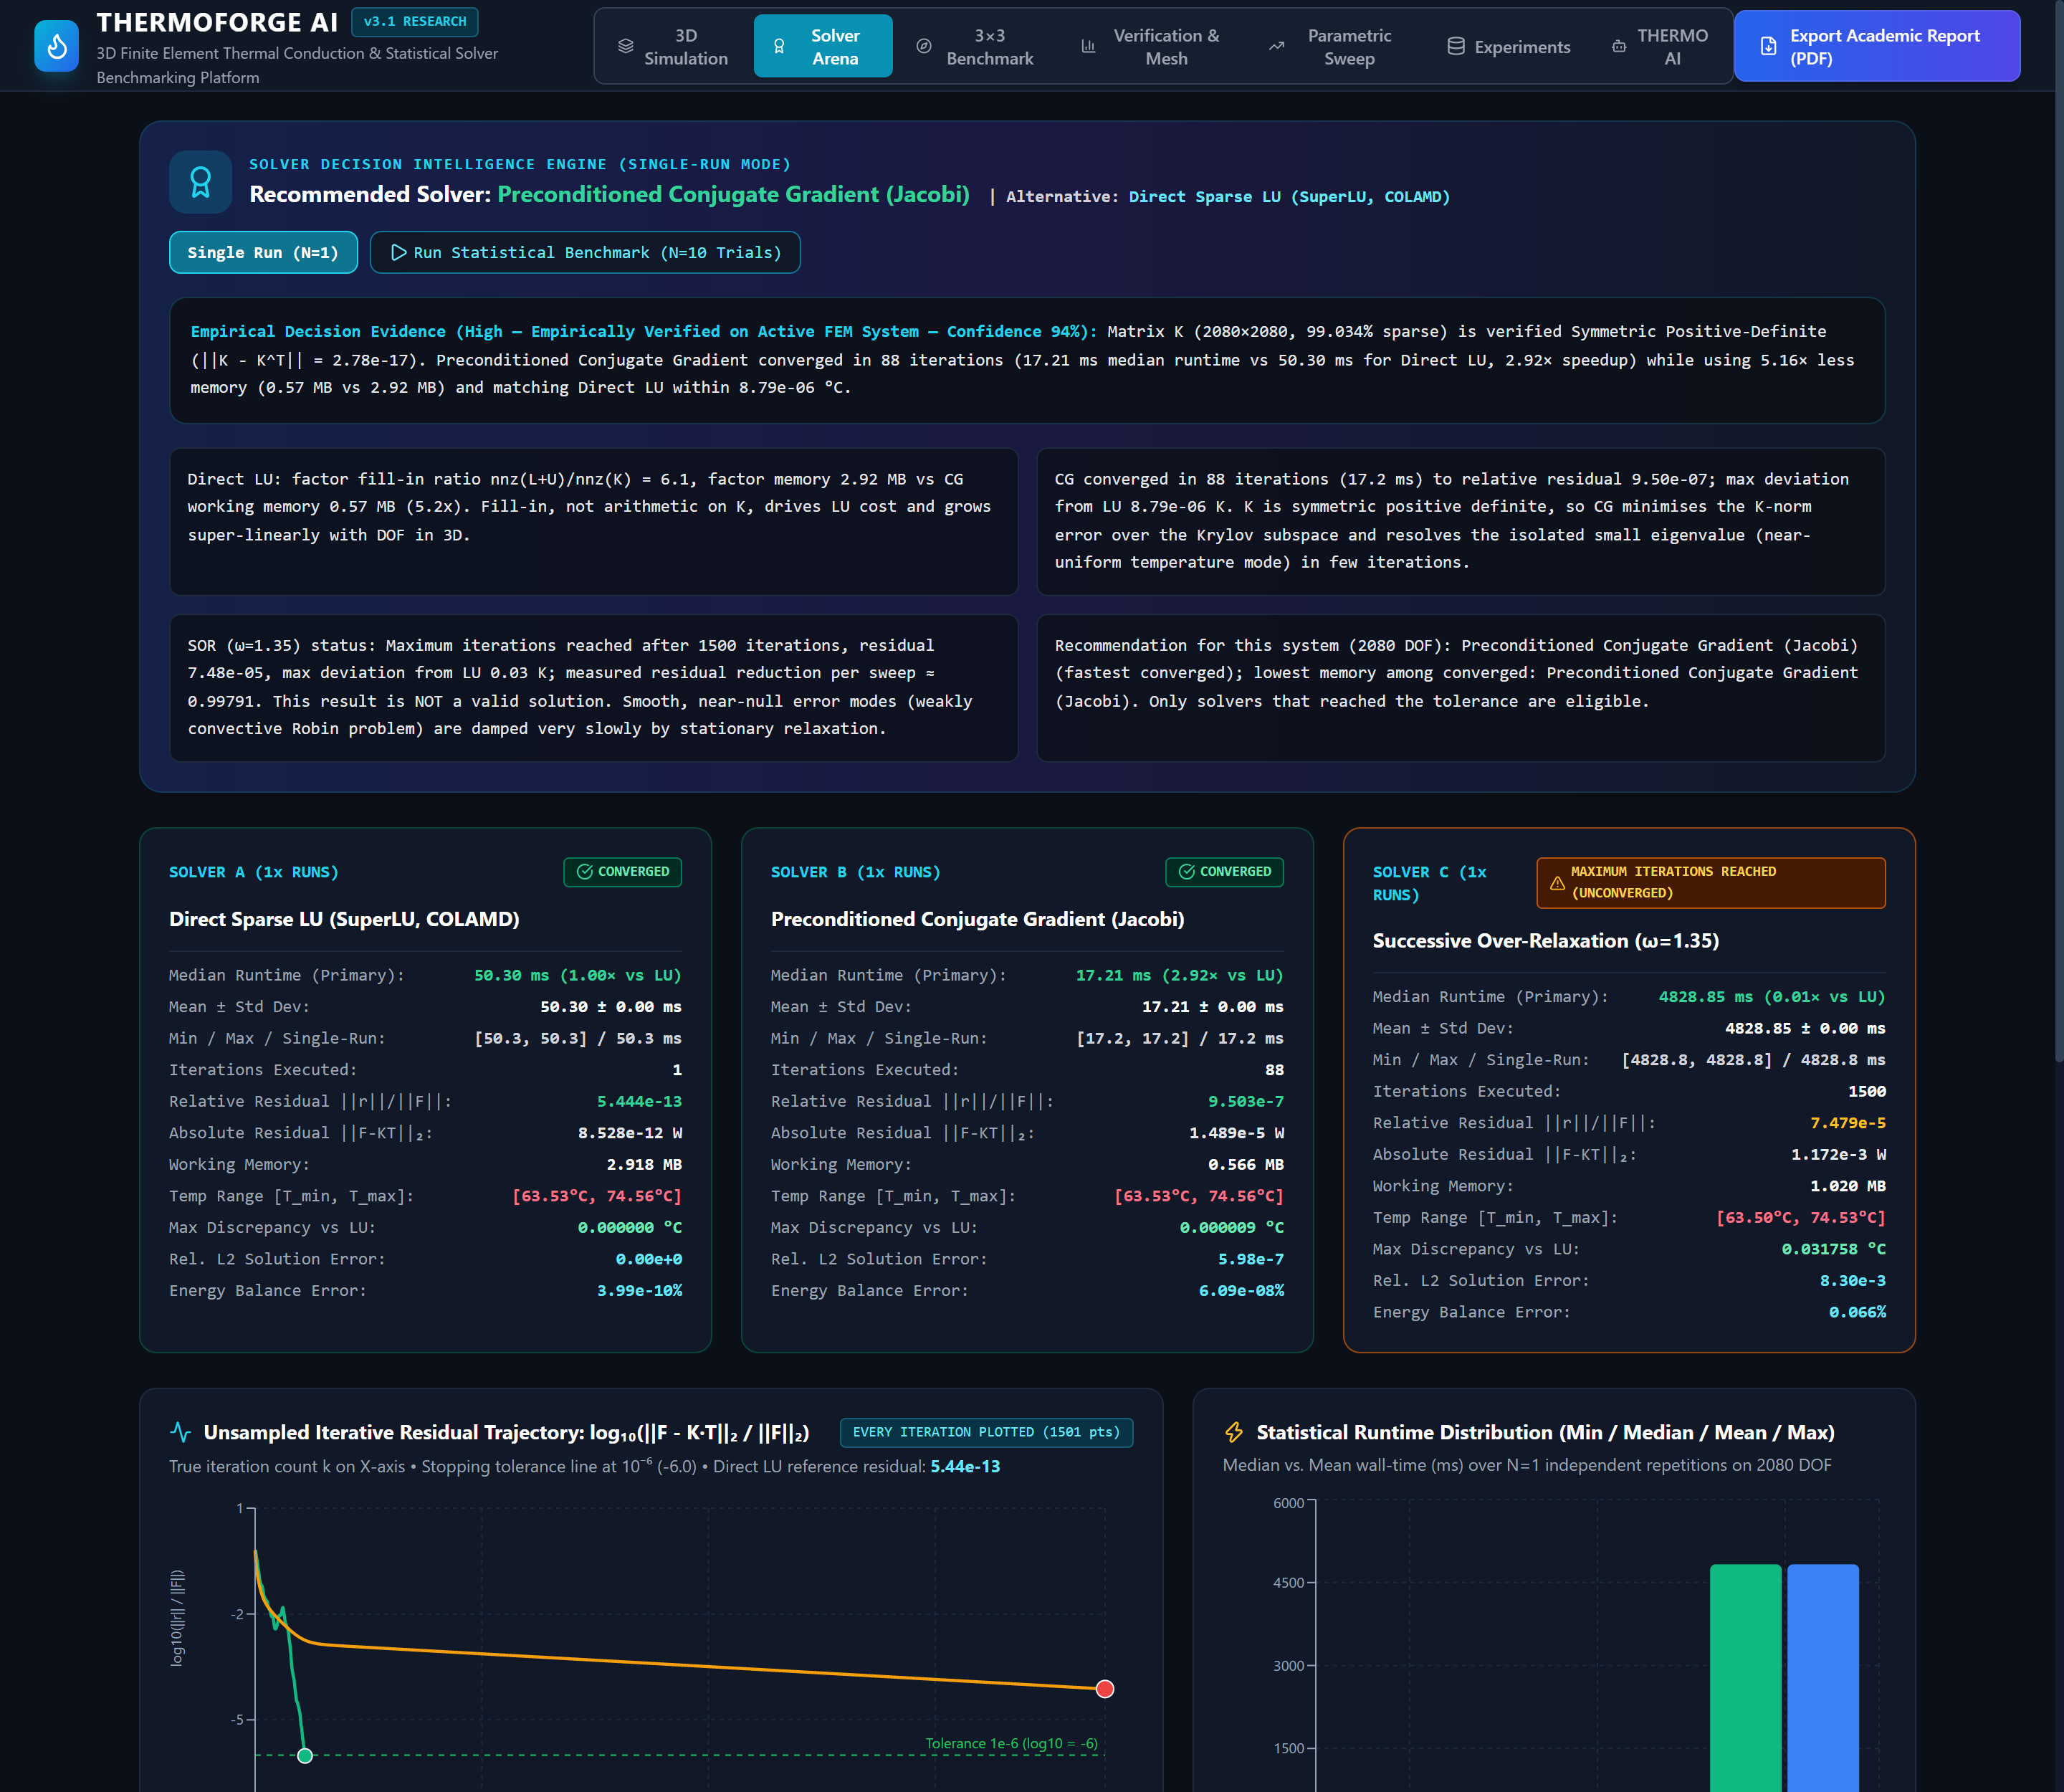 THERMOFORGE AI
v3.1 RESEARCH
3D Finite Element Thermal Conduction & Statistical Solver
Benchmarking Platform
3D
Simulation
Solver
Arena
3×3
Benchmark
Verification &
Mesh
Parametric
Sweep
Experiments
THERMO
AI
Export Academic Report
(PDF)
SOLVER DECISION INTELLIGENCE ENGINE (SINGLE-RUN MODE)
Recommended Solver: Preconditioned Conjugate Gradient (Jacobi) | Alternative: Direct Sparse LU (SuperLU, COLAMD)
Single Run (N=1)
Run Statistical Benchmark (N=10 Trials)
Empirical Decision Evidence (High — Empirically Verified on Active FEM System — Confidence 94%): Matrix K (2080×2080, 99.034% sparse) is verified Symmetric Positive-Definite
(||K - K^T|| = 2.78e-17). Preconditioned Conjugate Gradient converged in 88 iterations (17.21 ms median runtime vs 50.30 ms for Direct LU, 2.92× speedup) while using 5.16× less
memory (0.57 MB vs 2.92 MB) and matching Direct LU within 8.79e-06 °C.
Direct LU: factor fill-in ratio nnz(L+U)/nnz(K) = 6.1, factor memory 2.92 MB vs CG
working memory 0.57 MB (5.2x). Fill-in, not arithmetic on K, drives LU cost and grows
super-linearly with DOF in 3D.
CG converged in 88 iterations (17.2 ms) to relative residual 9.50e-07; max deviation
from LU 8.79e-06 K. K is symmetric positive definite, so CG minimises the K-norm
error over the Krylov subspace and resolves the isolated small eigenvalue (near-
uniform temperature mode) in few iterations.
SOR (ω=1.35) status: Maximum iterations reached after 1500 iterations, residual
7.48e-05, max deviation from LU 0.03 K; measured residual reduction per sweep ≈
0.99791. This result is NOT a valid solution. Smooth, near-null error modes (weakly
convective Robin problem) are damped very slowly by stationary relaxation.
Recommendation for this system (2080 DOF): Preconditioned Conjugate Gradient (Jacobi)
(fastest converged); lowest memory among converged: Preconditioned Conjugate Gradient
(Jacobi). Only solvers that reached the tolerance are eligible.
SOLVER A (1x RUNS)
CONVERGED
Direct Sparse LU (SuperLU, COLAMD)
Median Runtime (Primary): 50.30 ms (1.00× vs LU)
Mean ± Std Dev: 50.30 ± 0.00 ms
Min / Max / Single-Run: [50.3, 50.3] / 50.3 ms
Iterations Executed: 1
Relative Residual ||r||/||F||: 5.444e-13
Absolute Residual ||F-KT||₂: 8.528e-12 W
Working Memory: 2.918 MB
Temp Range [T_min, T_max]: [63.53°C, 74.56°C]
Max Discrepancy vs LU: 0.000000 °C
Rel. L2 Solution Error: 0.00e+0
Energy Balance Error: 3.99e-10%
SOLVER B (1x RUNS)
CONVERGED
Preconditioned Conjugate Gradient (Jacobi)
Median Runtime (Primary): 17.21 ms (2.92× vs LU)
Mean ± Std Dev: 17.21 ± 0.00 ms
Min / Max / Single-Run: [17.2, 17.2] / 17.2 ms
Iterations Executed: 88
Relative Residual ||r||/||F||: 9.503e-7
Absolute Residual ||F-KT||₂: 1.489e-5 W
Working Memory: 0.566 MB
Temp Range [T_min, T_max]: [63.53°C, 74.56°C]
Max Discrepancy vs LU: 0.000009 °C
Rel. L2 Solution Error: 5.98e-7
Energy Balance Error: 6.09e-08%
SOLVER C (1x
RUNS)
MAXIMUM ITERATIONS REACHED
(UNCONVERGED)
Successive Over-Relaxation (ω=1.35)
Median Runtime (Primary): 4828.85 ms (0.01× vs LU)
Mean ± Std Dev: 4828.85 ± 0.00 ms
Min / Max / Single-Run: [4828.8, 4828.8] / 4828.8 ms
Iterations Executed: 1500
Relative Residual ||r||/||F||: 7.479e-5
Absolute Residual ||F-KT||₂: 1.172e-3 W
Working Memory: 1.020 MB
Temp Range [T_min, T_max]: [63.50°C, 74.53°C]
Max Discrepancy vs LU: 0.031758 °C
Rel. L2 Solution Error: 8.30e-3
Energy Balance Error: 0.066%
Unsampled Iterative Residual Trajectory: log₁₀(||F - K·T||₂ / ||F||₂)
EVERY ITERATION PLOTTED (1501 pts)
True iteration count k on X-axis • Stopping tolerance line at 10⁻⁶ (-6.0) • Direct LU reference residual: 5.44e-13
1
-2
-5
log10(||r|| / ||F||)
Tolerance 1e-6 (log10 = -6)
Statistical Runtime Distribution (Min / Median / Mean / Max)
Median vs. Mean wall-time (ms) over N=1 independent repetitions on 2080 DOF
6000
4500
3000
1500